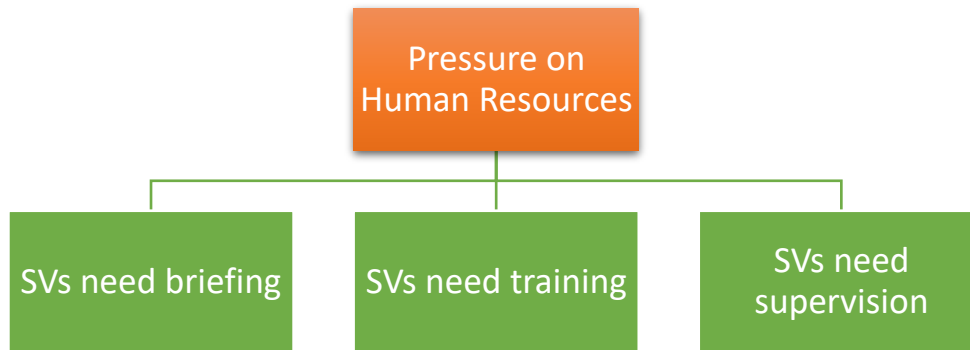 Pressure on
Human Resources
SVs need briefing
SVs need training
SVs need
supervision